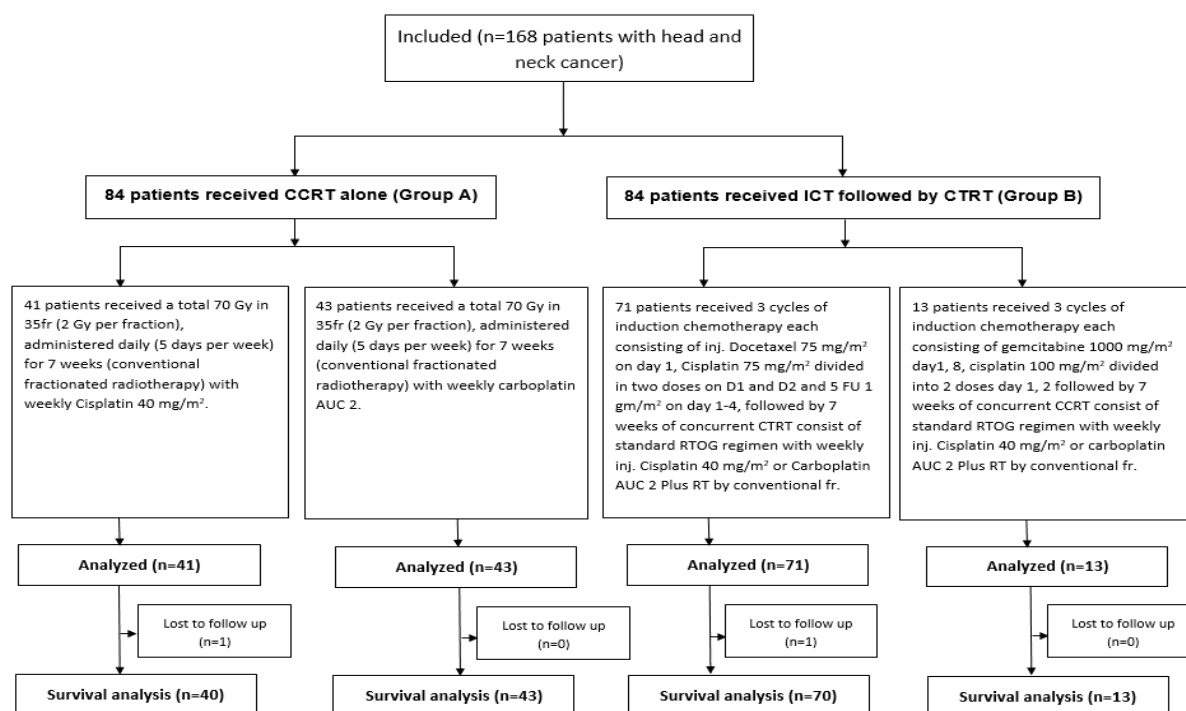 Included (n=168 patients with head and
neck cancer)
84 patients received CCRT alone (Group A)
84 patients received ICT followed by CTRT (Group B)
41 patients received a total 70 Gy in
35fr (2 Gy per fraction),
administered daily (5 days per week)
for 7 weeks (conventional
fractionated radiotherapy) with
weekly Cisplatin 40 mg/m².
43 patients received a total 70 Gy in
35fr (2 Gy per fraction), administered
daily (5 days per week) for 7 weeks
(conventional fractionated
radiotherapy) with weekly carboplatin
AUC 2.
71 patients received 3 cycles of
induction chemotherapy each
consisting of inj. Docetaxel 75 mg/m²
on day 1, Cisplatin 75 mg/m² divided
in two doses on D1 and D2 and 5 FU 1
gm/m² on day 1-4, followed by 7
weeks of concurrent CTRT consist of
standard RTOG regimen with weekly
inj. Cisplatin 40 mg/m² or Carboplatin
AUC 2 Plus RT by conventional fr.
13 patients received 3 cycles of
induction chemotherapy each
consisting of gemcitabine 1000 mg/m²
day1, 8, cisplatin 100 mg/m² divided
into 2 doses day 1, 2 followed by 7
weeks of concurrent CCRT consist of
standard RTOG regimen with weekly
inj. Cisplatin 40 mg/m² or carboplatin
AUC 2 Plus RT by conventional fr.
Analyzed (n=41)
Analyzed (n=43)
Analyzed (n=71)
Analyzed (n=13)
Lost to follow up
(n=1)
Lost to follow up
(n=0)
Lost to follow up
(n=1)
Lost to follow up
(n=0)
Survival analysis (n=40)
Survival analysis (n=43)
Survival analysis (n=70)
Survival analysis (n=13)